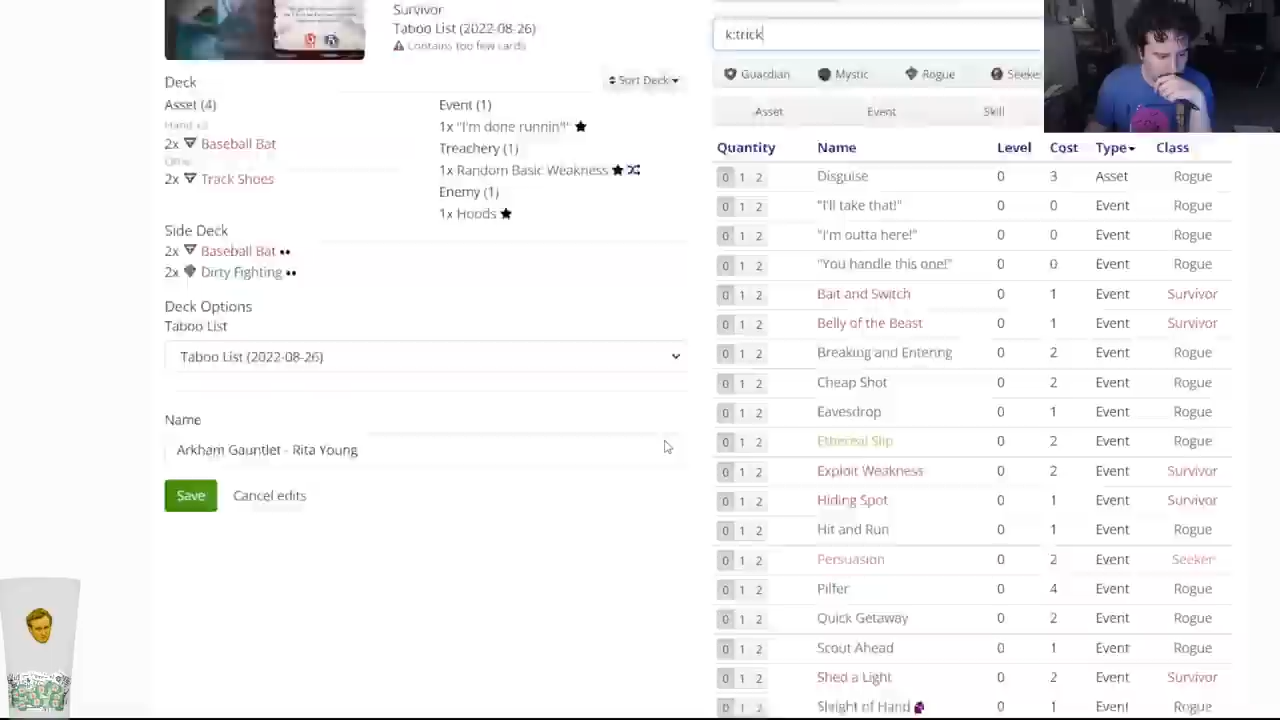 Survivor
Taboo List (2022-08-26)
Contains too few cards
k:trick
Guardian Mystic Rogue Seeke
Asset Event Skill
Deck
Sort Deck
Asset (4)
Hand x2
2x Baseball Bat
Other
2x Track Shoes
Event (1)
1x "I'm done runnin'!"
Treachery (1)
1x Random Basic Weakness
Enemy (1)
1x Hoods
Side Deck
2x Baseball Bat ••
2x Dirty Fighting ••
Deck Options
Taboo List
Taboo List (2022-08-26)
Name
Arkham Gauntlet - Rita Young
Save Cancel edits
Quantity Name Level Cost Type Class
0 1 2 Disguise 0 3 Asset Rogue
0 1 2 "I'll take that!" 0 0 Event Rogue
0 1 2 "I'm outta here!" 0 0 Event Rogue
0 1 2 "You handle this one!" 0 0 Event Rogue
0 1 2 Bait and Switch 0 1 Event Survivor
0 1 2 Belly of the Beast 0 1 Event Survivor
0 1 2 Breaking and Entering 0 2 Event Rogue
0 1 2 Cheap Shot 0 2 Event Rogue
0 1 2 Eavesdrop 0 1 Event Rogue
0 1 2 Ethereal Slip 0 2 Event Rogue
0 1 2 Exploit Weakness 0 2 Event Survivor
0 1 2 Hiding Spot 0 1 Event Survivor
0 1 2 Hit and Run 0 1 Event Rogue
0 1 2 Persuasion 0 2 Event Seeker
0 1 2 Pilfer 0 4 Event Rogue
0 1 2 Quick Getaway 0 2 Event Rogue
0 1 2 Scout Ahead 0 1 Event Rogue
0 1 2 Shed a Light 0 2 Event Survivor
0 1 2 Sleight of Hand 0 1 Event Rogue